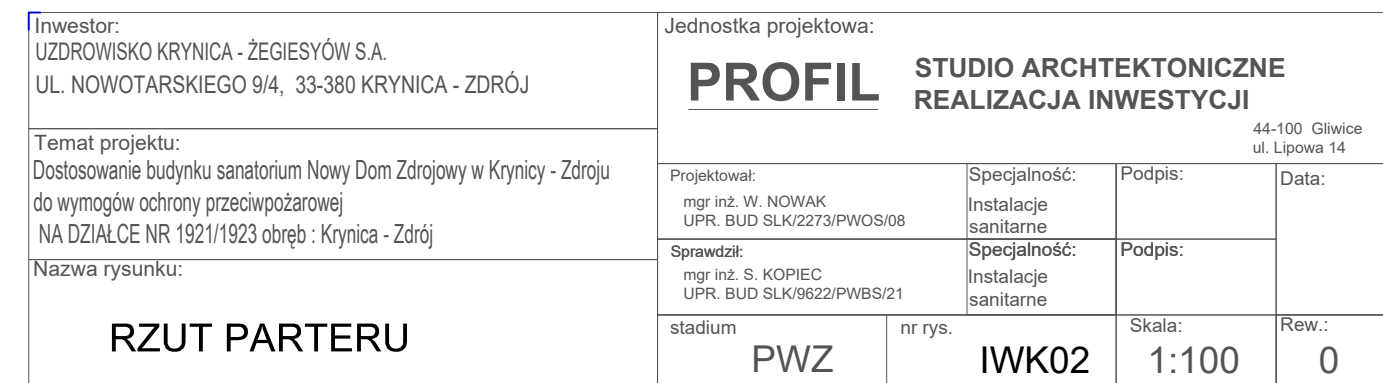 Inwestor:
UZDROWISKO KRYNICA - ŻEGIESYÓW S.A.
UL. NOWOTARSKIEGO 9/4, 33-380 KRYNICA - ZDRÓJ
Temat projektu:
Dostosowanie budynku sanatorium Nowy Dom Zdrojowy w Krynicy - Zdroju
do wymogów ochrony przeciwpożarowej
NA DZIAŁCE NR 1921/1923 obręb : Krynica - Zdrój
Nazwa rysunku:
RZUT PARTERU
Jednostka projektowa:
PROFIL
STUDIO ARCHTEKTONICZNE
REALIZACJA INWESTYCJI
44-100 Gliwice
ul. Lipowa 14
Projektował:
mgr inż. W. NOWAK
UPR. BUD SLK/2273/PWOS/08
Specjalność:
Instalacje
sanitarne
Podpis:
Data:
Sprawdził:
mgr inż. S. KOPIEC
UPR. BUD SLK/9622/PWBS/21
Specjalność:
Instalacje
sanitarne
Podpis:
stadium
PWZ
nr rys.
IWK02
Skala:
1:100
Rew.:
0